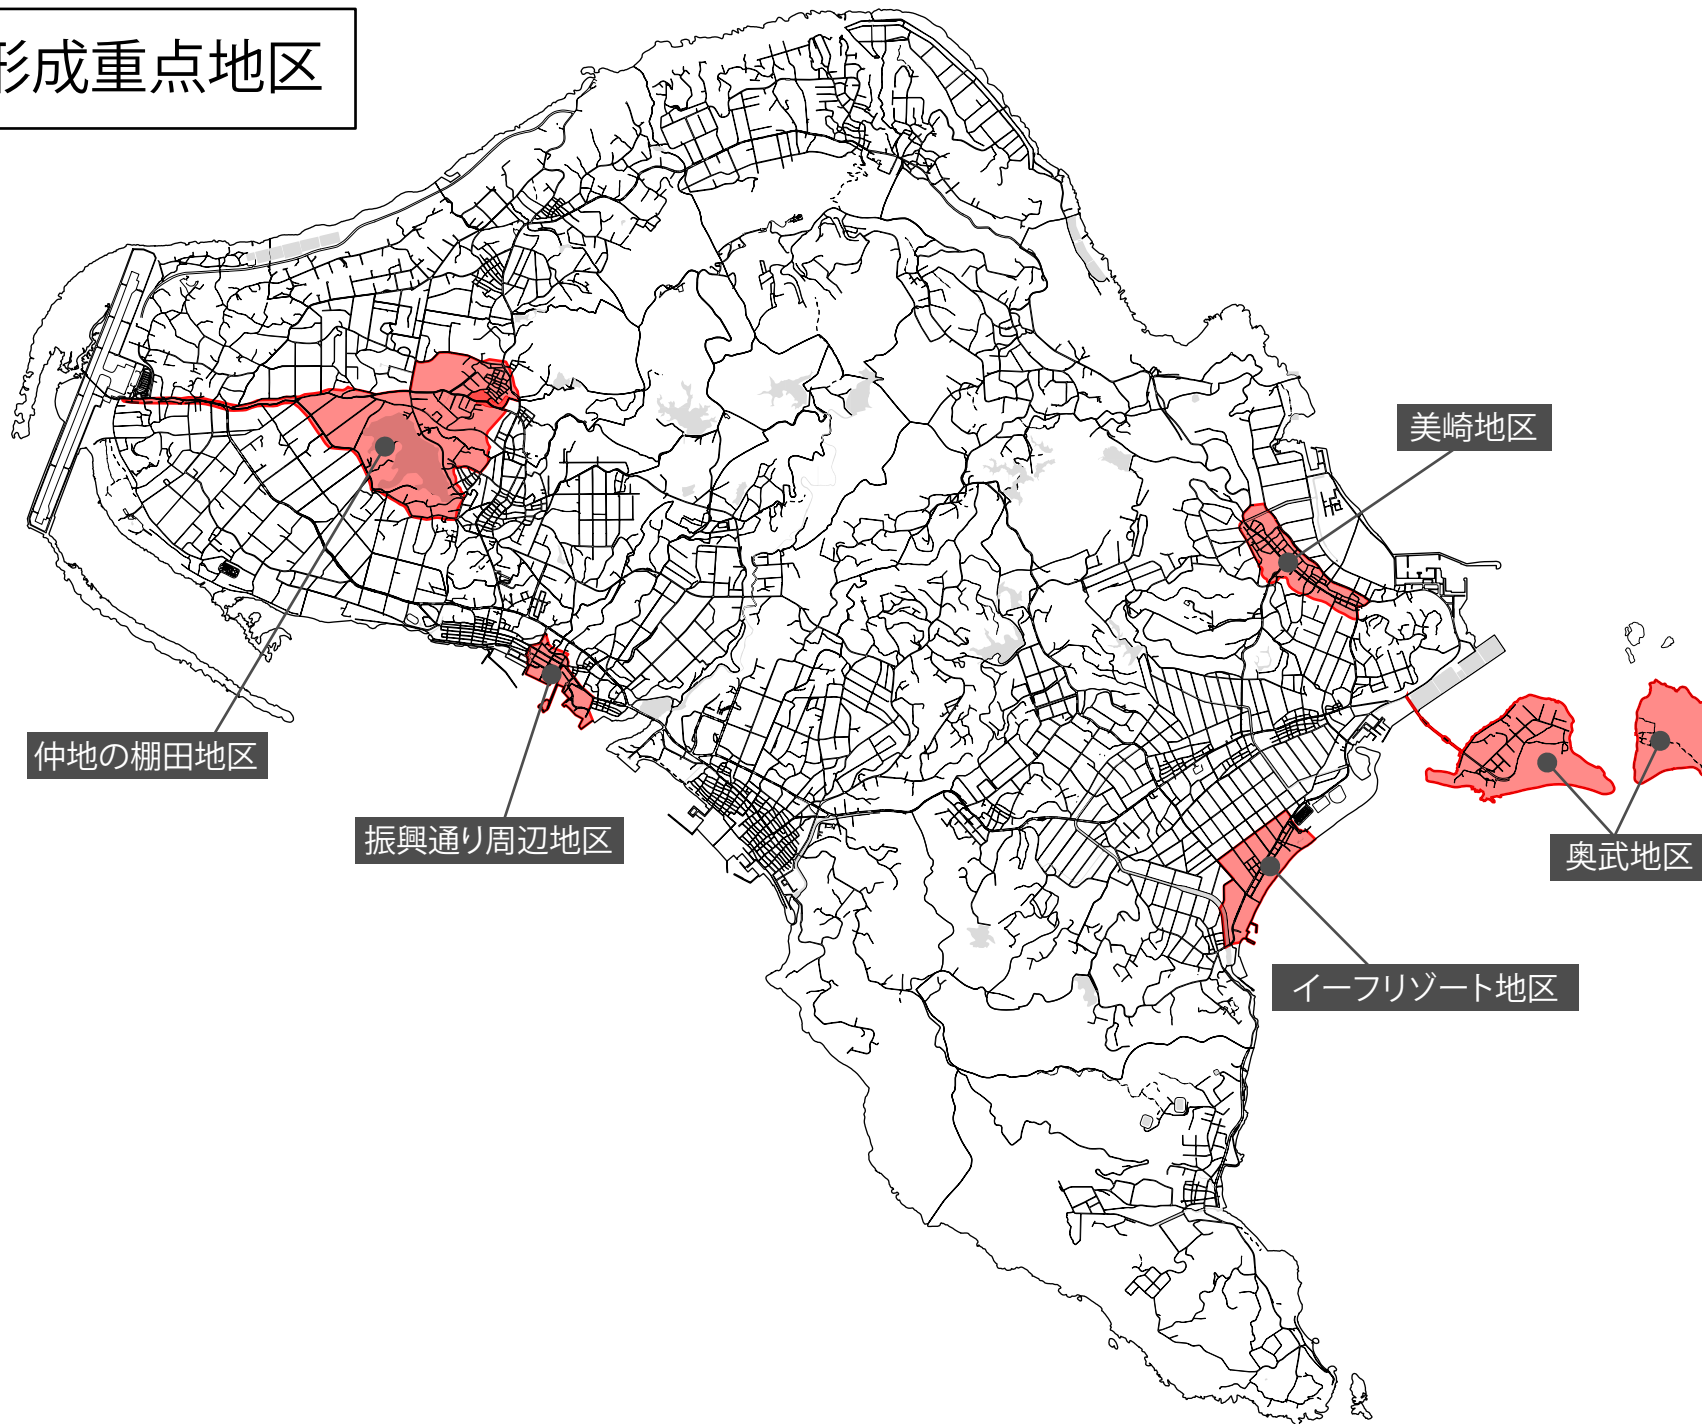 形成重点地区
美崎地区
仲地の棚田地区
振興通り周辺地区
奥武地区
イーフリゾート地区